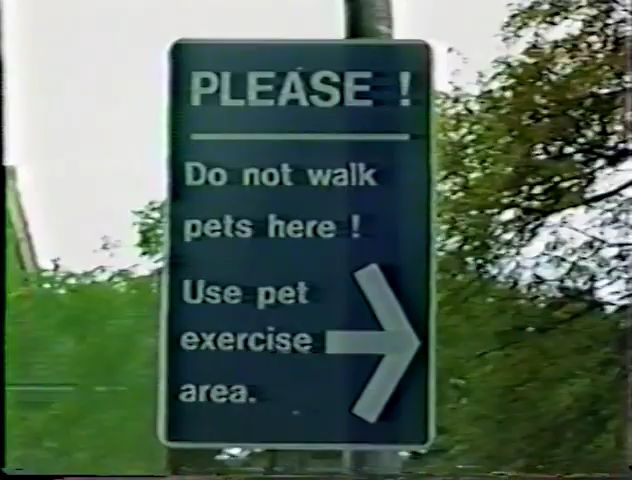 PLEASE !
Do not walk
pets here !
Use pet
exercise
area.